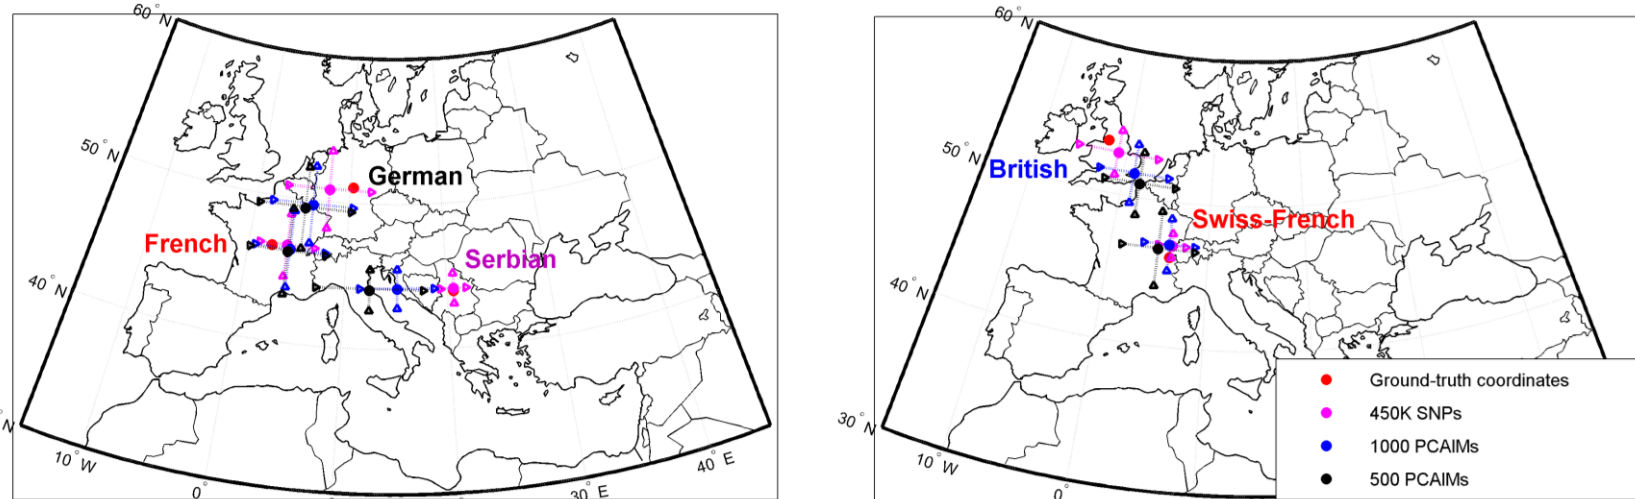 60° N
50° N
40° N
N
10° W
0°
30° E
40° E
German
French
Serbian
60° N
50° N
40° N
30° N
10° W
0°
British
Swiss-French
Ground-truth coordinates
450K SNPs
1000 PCAIMs
500 PCAIMs